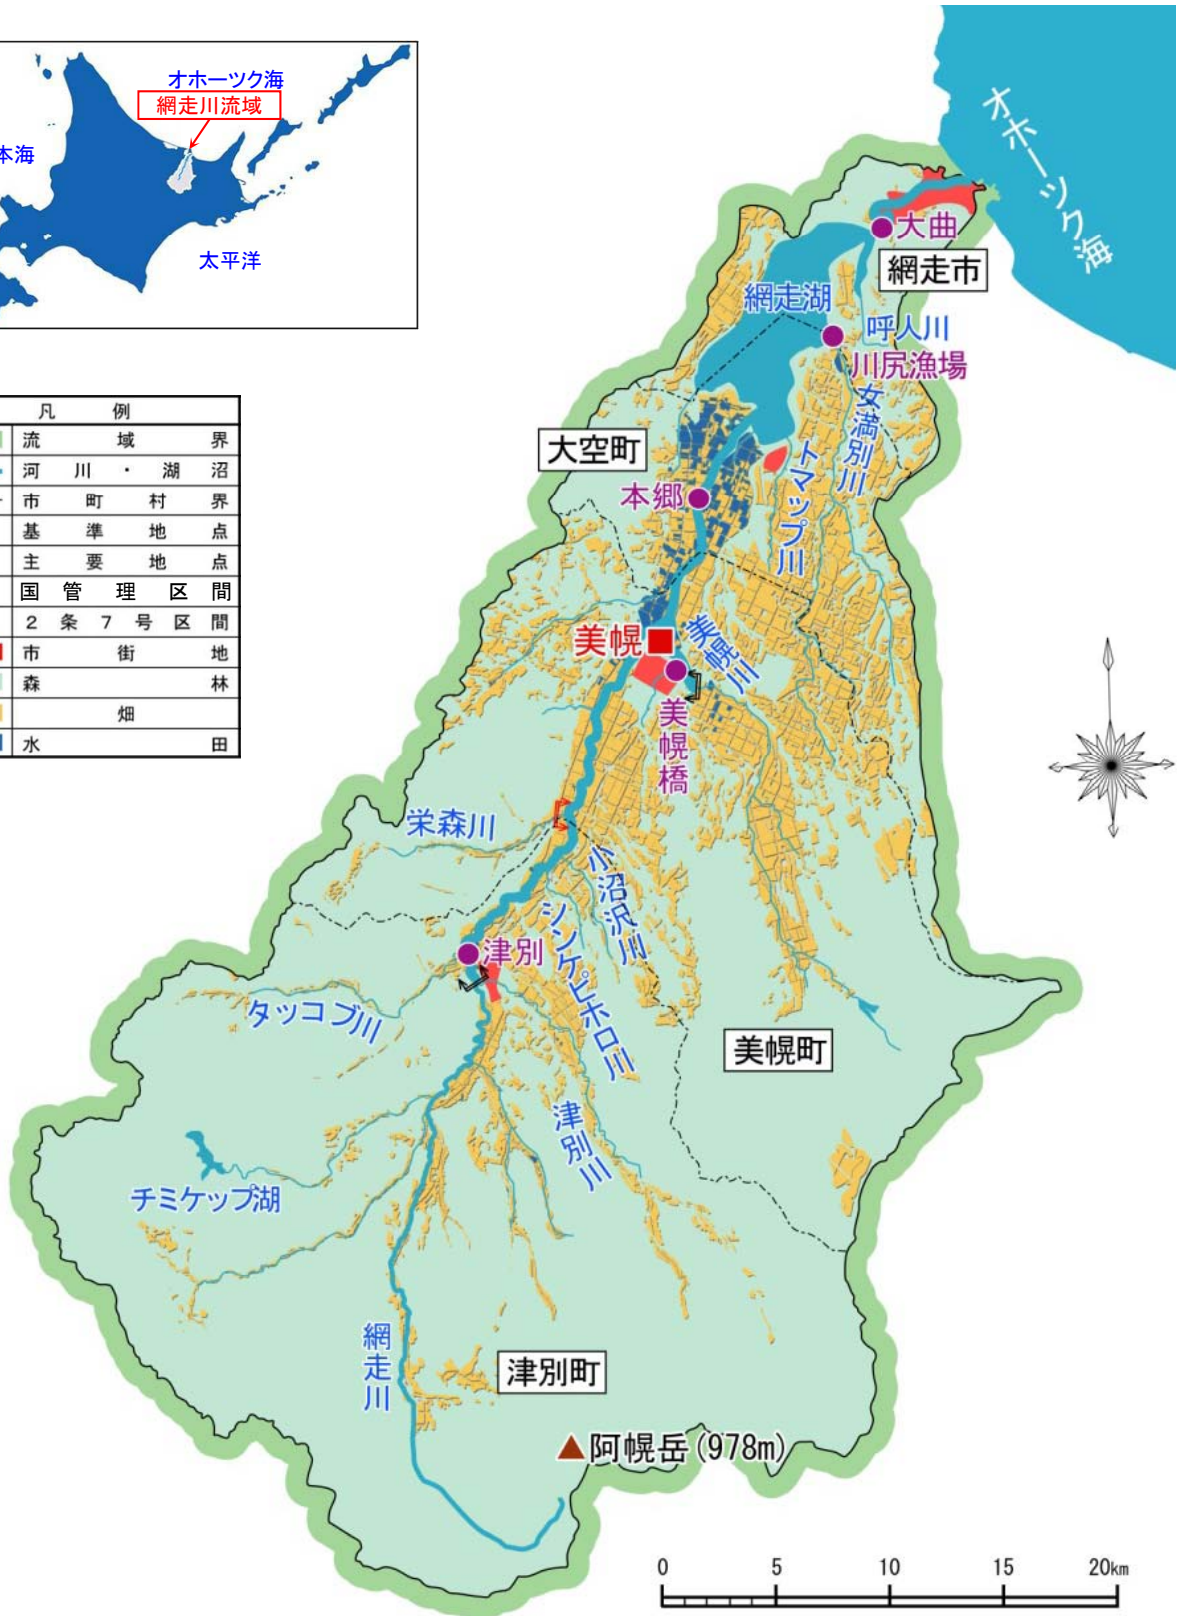 オホーツク海
網走川流域
本海
太平洋
凡例
流域界
河川・湖沼
市町村界
基準地点
主要地点
国管理区間
2条7号区間
市街地
森林
畑
水田
オホーツク海
大曲
網走市
網走湖
呼人川
川尻漁場
女満別川
大空町
トマップ川
本郷
美幌
美幌川
美幌橋
栄森川
小沼沢川
シンケピホロ川
津別
タッコブ川
美幌町
津別川
チミケップ湖
網走川
津別町
阿幌岳(978m)
0 5 10 15 20km